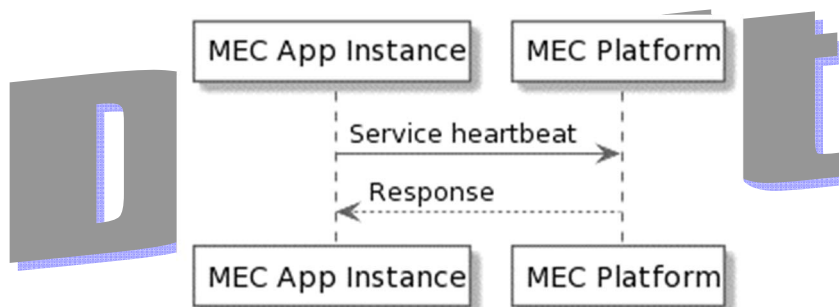 MEC App Instance MEC Platform
Service heartbeat
Response
MEC App Instance MEC Platform
D
t